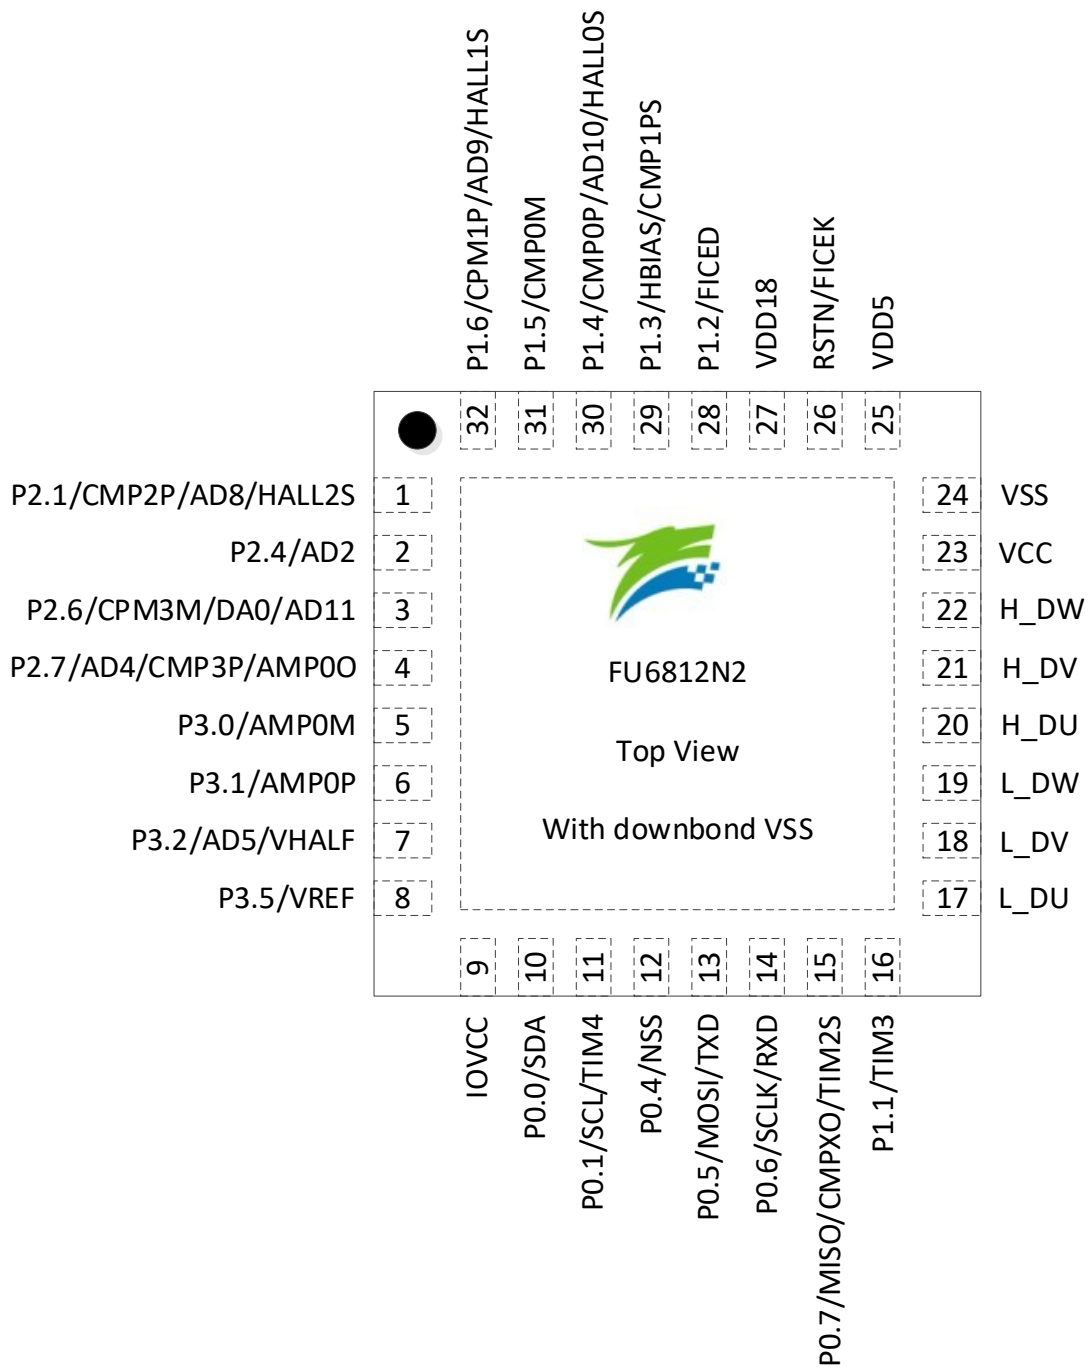 P1.6/CPM1P/AD9/HALL1S
P1.5/CMP0M
P1.4/CMP0P/AD10/HALL0S
P1.3/HBIAS/CMP1PS
P1.2/FICED
VDD18
RSTN/FICEK
VDD5
32
31
30
29
28
27
26
25
P2.1/CMP2P/AD8/HALL2S 1
P2.4/AD2 2
P2.6/CPM3M/DA0/AD11 3
P2.7/AD4/CMP3P/AMP0O 4
P3.0/AMP0M 5
P3.1/AMP0P 6
P3.2/AD5/VHALF 7
P3.5/VREF 8
FU6812N2
Top View
With downbond VSS
24 VSS
23 VCC
22 H_DW
21 H_DV
20 H_DU
19 L_DW
18 L_DV
17 L_DU
9
10
11
12
13
14
15
16
IOVCC
P0.0/SDA
P0.1/SCL/TIM4
P0.4/NSS
P0.5/MOSI/TXD
P0.6/SCLK/RXD
P0.7/MISO/CMPXO/TIM2S
P1.1/TIM3